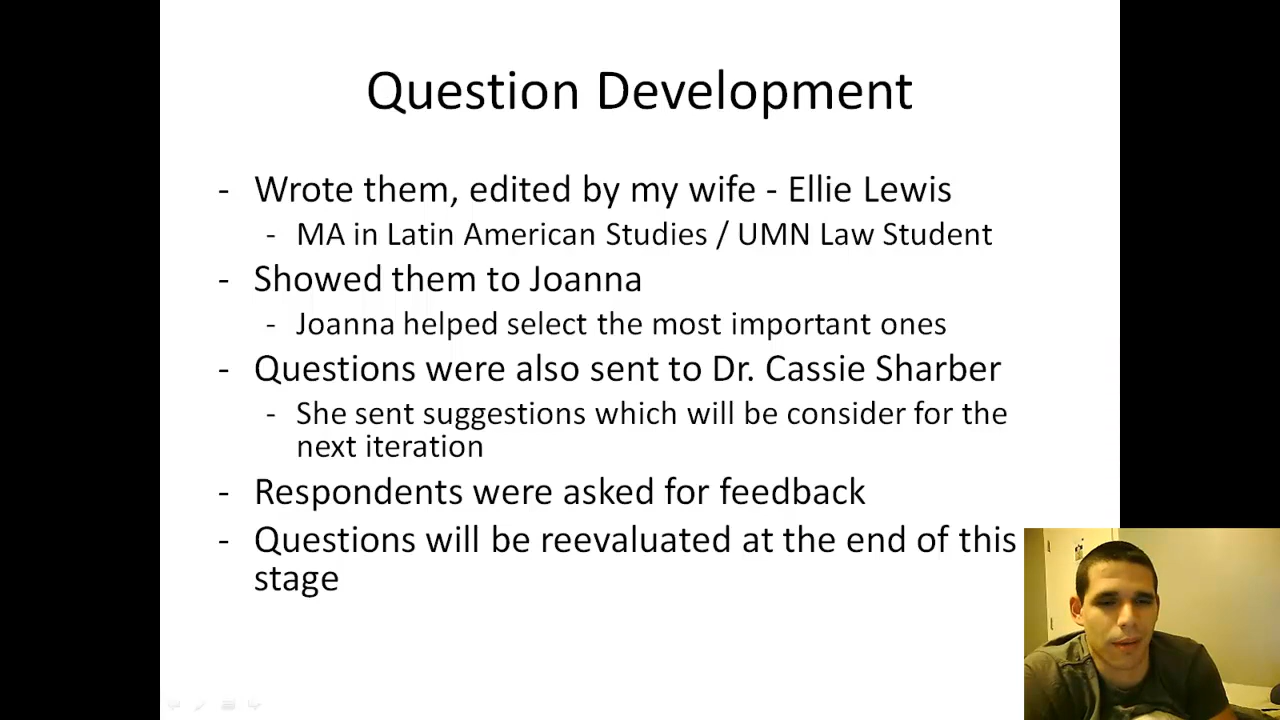 Question Development
- Wrote them, edited by my wife - Ellie Lewis
- MA in Latin American Studies / UMN Law Student
- Showed them to Joanna
- Joanna helped select the most important ones
- Questions were also sent to Dr. Cassie Sharber
- She sent suggestions which will be consider for the
next iteration
- Respondents were asked for feedback
- Questions will be reevaluated at the end of this
stage